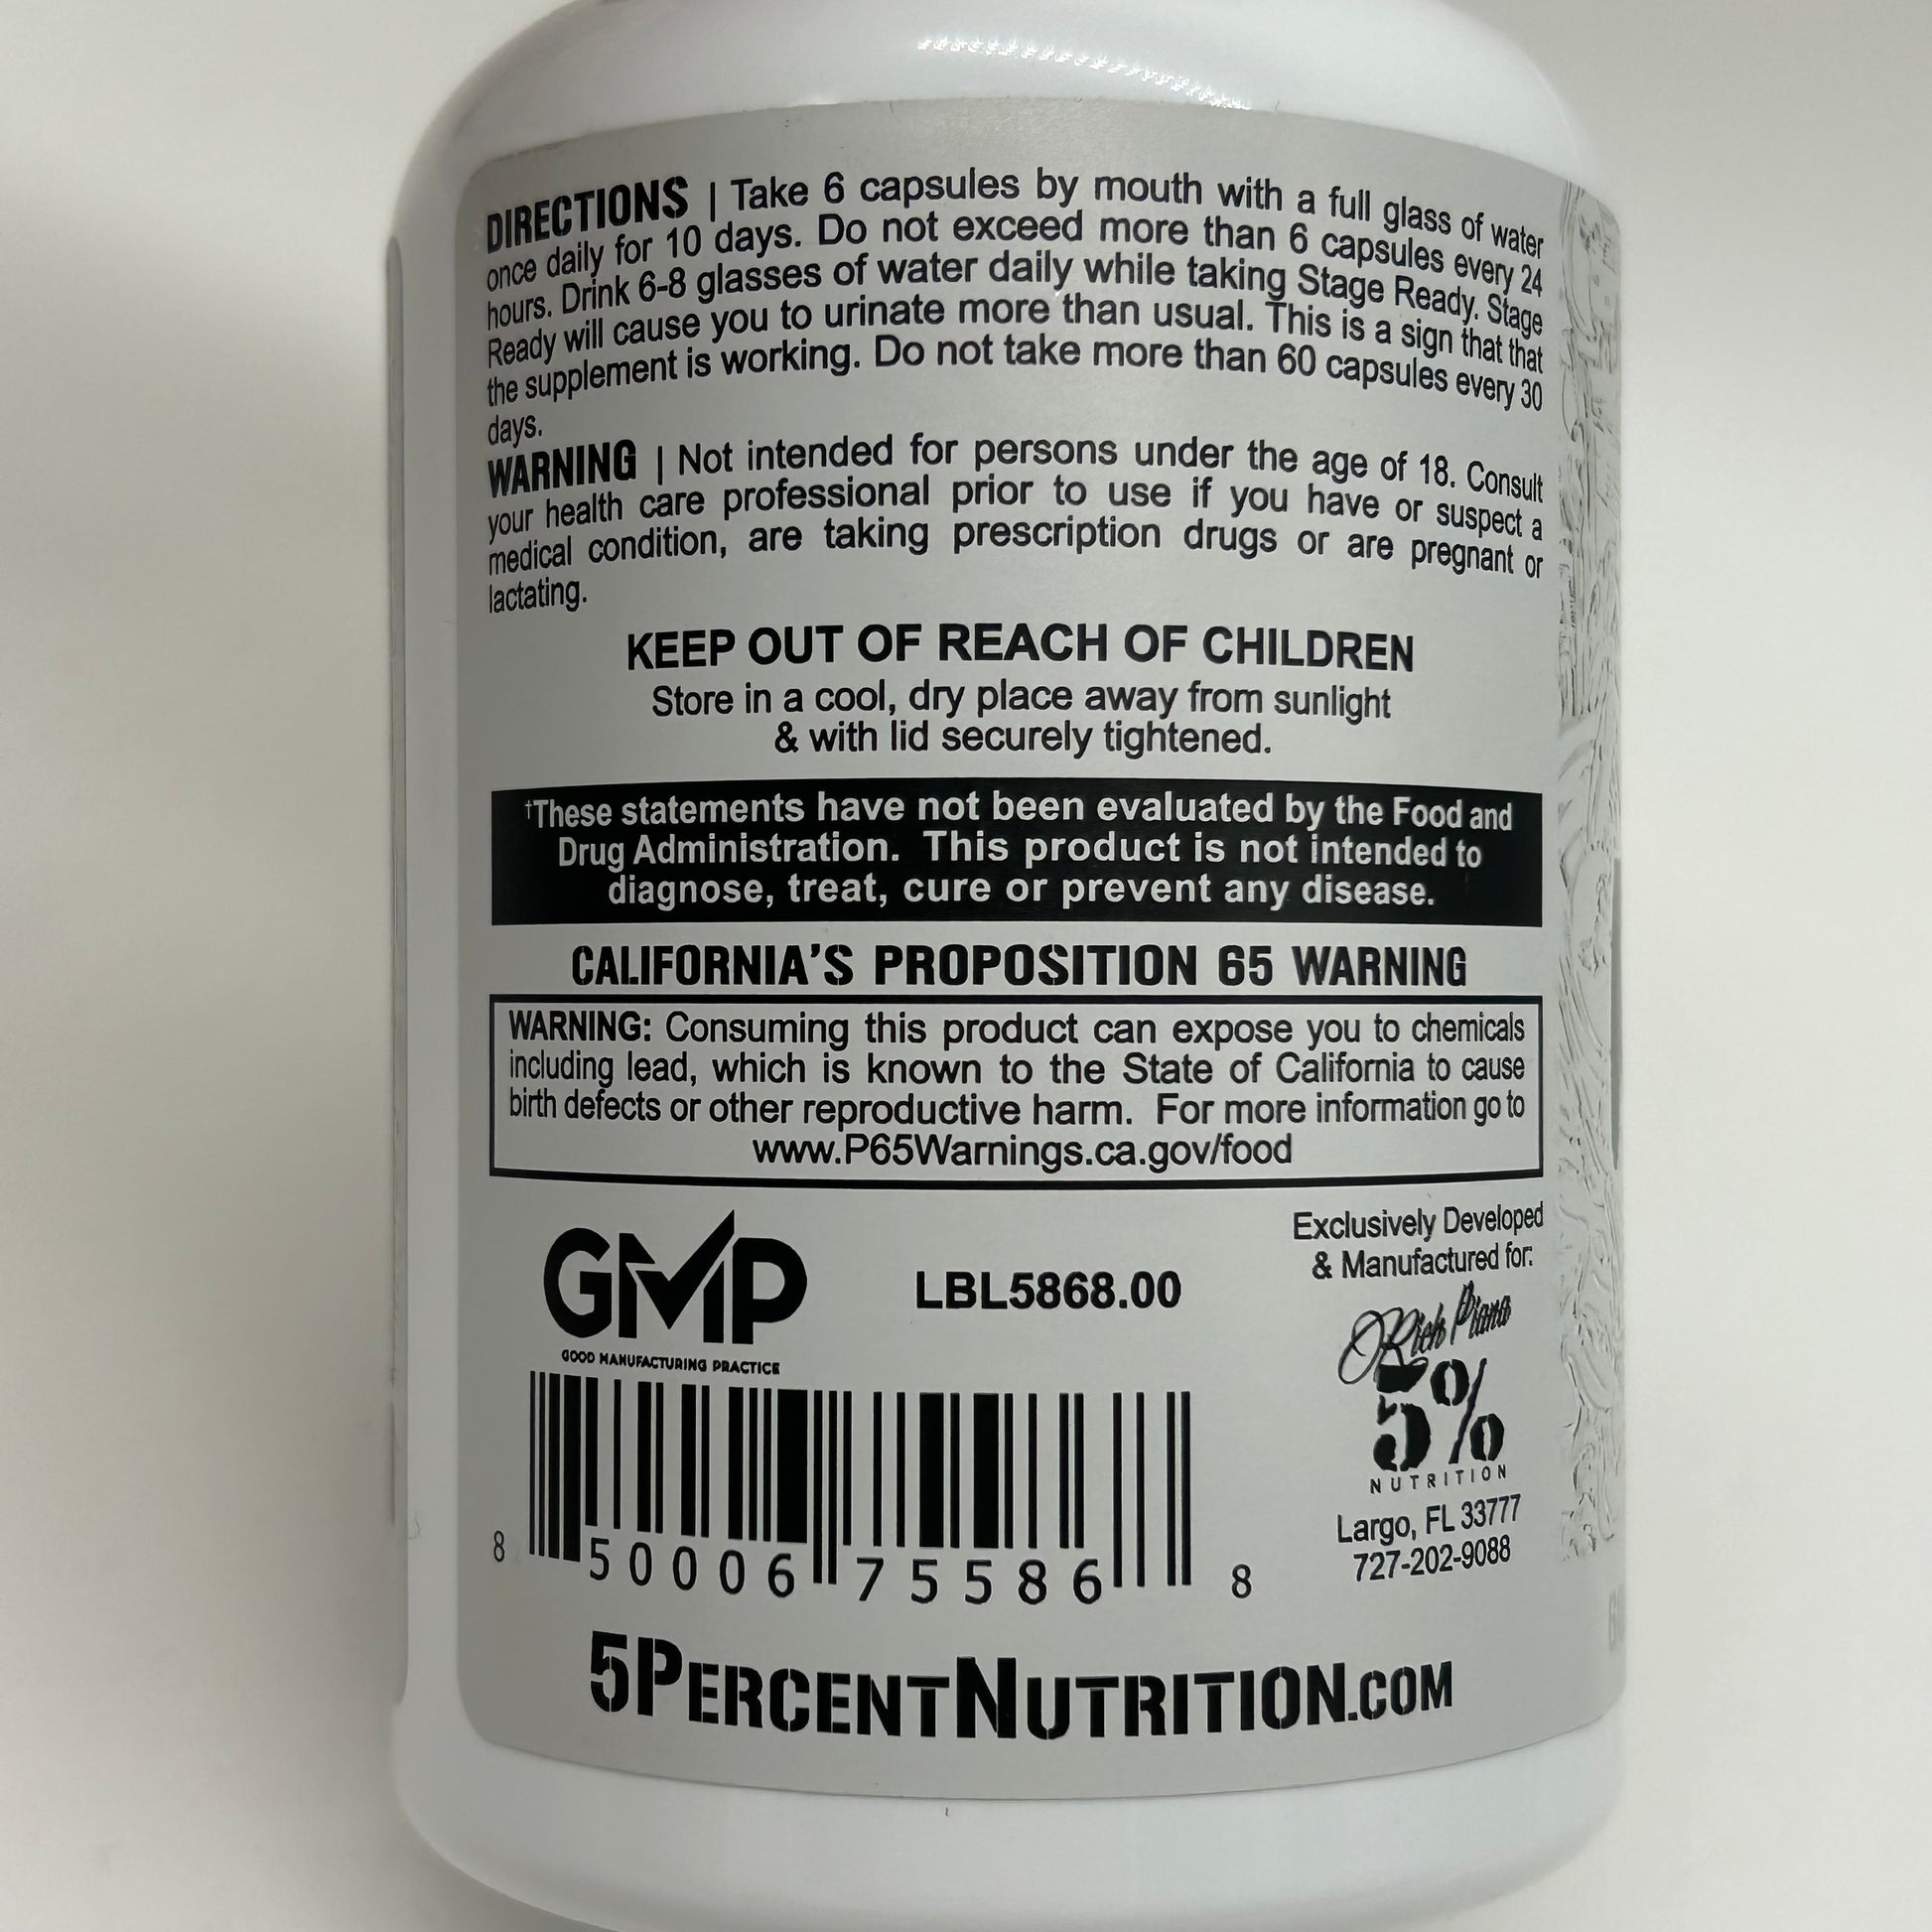 DIRECTIONS | Take 6 capsules by mouth with a full glass of water
once daily for 10 days. Do not exceed more than 6 capsules every 24
hours. Drink 6-8 glasses of water daily while taking Stage Ready. Stage
Ready will cause you to urinate more than usual. This is a sign that that
the supplement is working. Do not take more than 60 capsules every 30
days.
WARNING | Not intended for persons under the age of 18. Consult
your health care professional prior to use if you have or suspect a
medical condition, are taking prescription drugs or are pregnant or
lactating.
KEEP OUT OF REACH OF CHILDREN
Store in a cool, dry place away from sunlight
& with lid securely tightened.
†These statements have not been evaluated by the Food and
Drug Administration. This product is not intended to
diagnose, treat, cure or prevent any disease.
CALIFORNIA'S PROPOSITION 65 WARNING
WARNING: Consuming this product can expose you to chemicals
including lead, which is known to the State of California to cause
birth defects or other reproductive harm. For more information go to
www.P65Warnings.ca.gov/food
GMP
GOOD MANUFACTURING PRACTICE
LBL5868.00
Exclusively Developed
& Manufactured for:
Rich Piana
5%
NUTRITION
Largo, FL 33777
727-202-9088
8 50006 75586 8
5PERCENTNUTRITION.COM